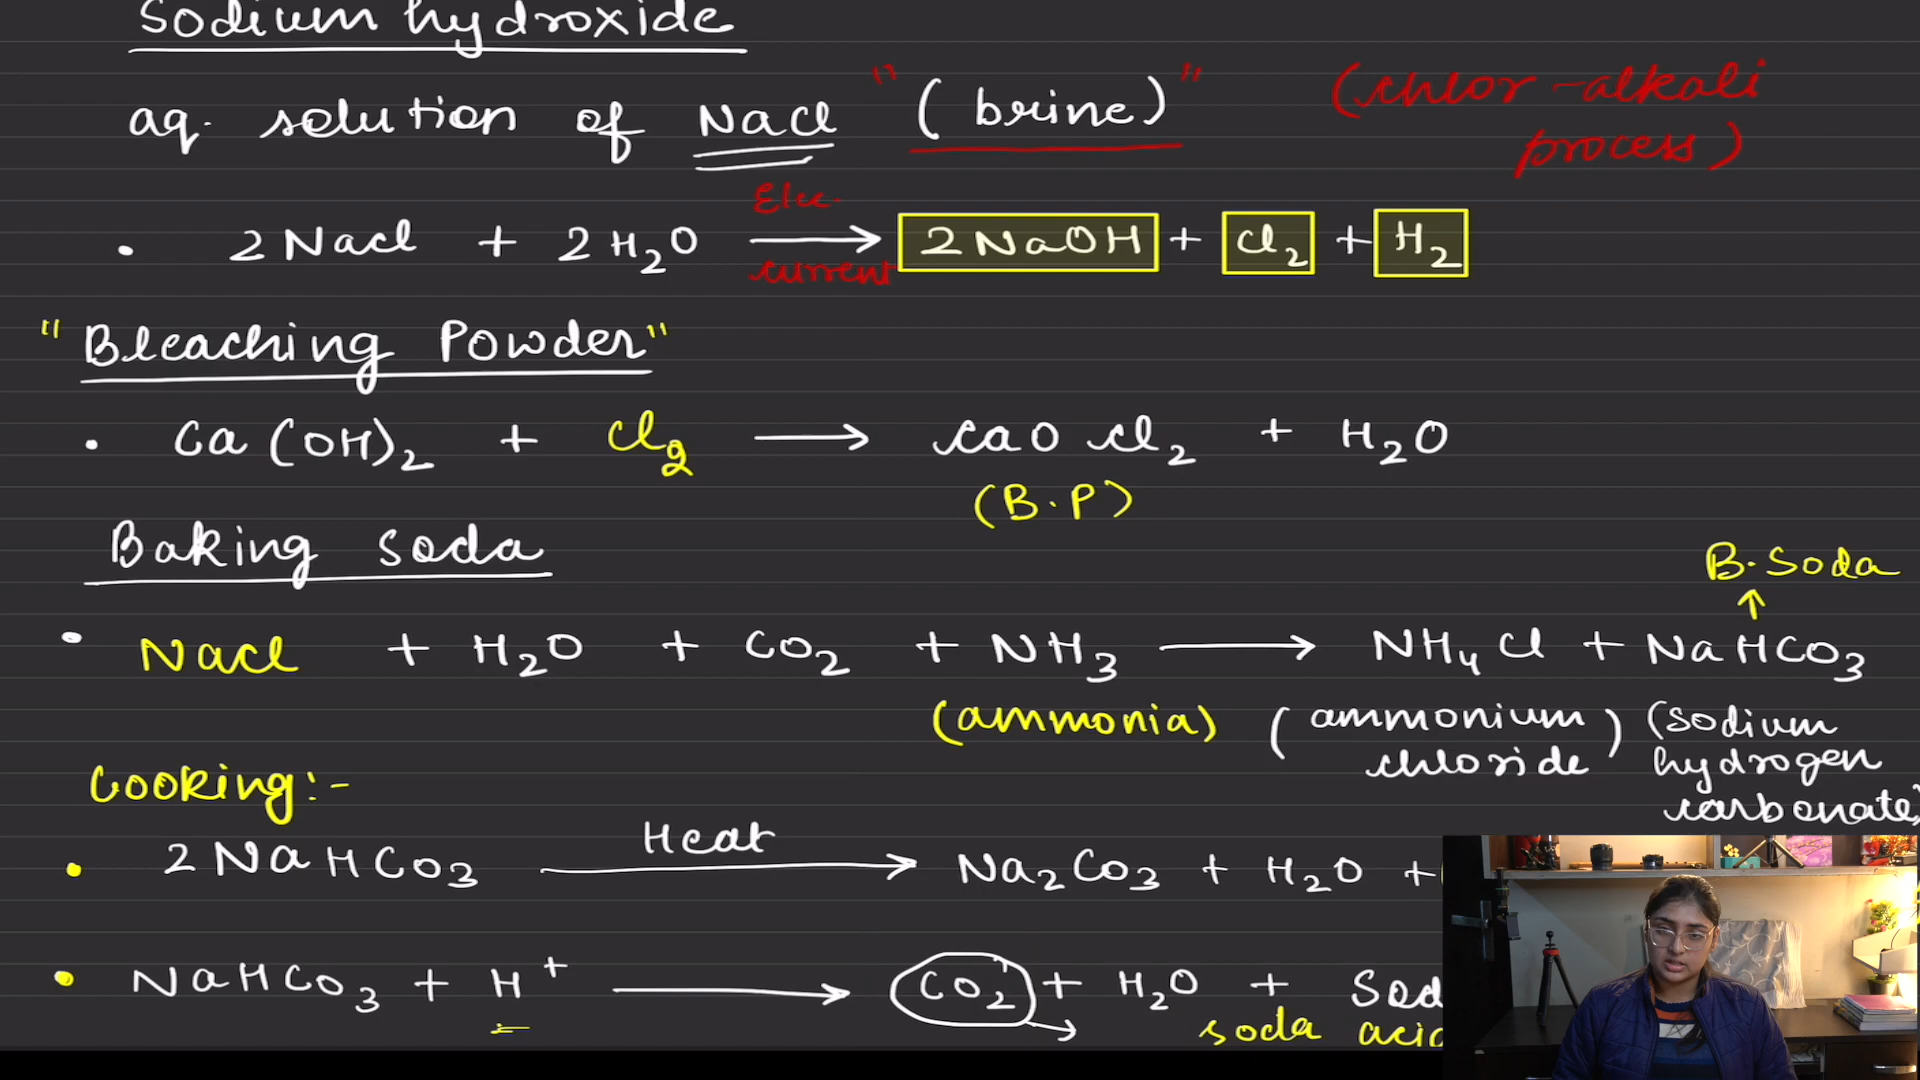 Sodium hydroxide
aq. solution of NaCl "(brine)" (chlor-alkali process)
Elec. current
• 2NaCl + 2H₂O ⟶ 2NaOH + Cl₂ + H₂
"Bleaching Powder"
• Ca(OH)₂ + Cl₂ ⟶ CaOCl₂ + H₂O
(B.P)
Baking soda
B. Soda
↑
• NaCl + H₂O + CO₂ + NH₃ ⟶ NH₄Cl + NaHCO₃
(ammonia) (ammonium chloride) (sodium hydrogen carbonate)
Cooking:-
Heat
• 2NaHCO₃ ⟶ Na₂CO₃ + H₂O +
• NaHCO₃ + H⁺ ⟶ CO₂ + H₂O +
soda